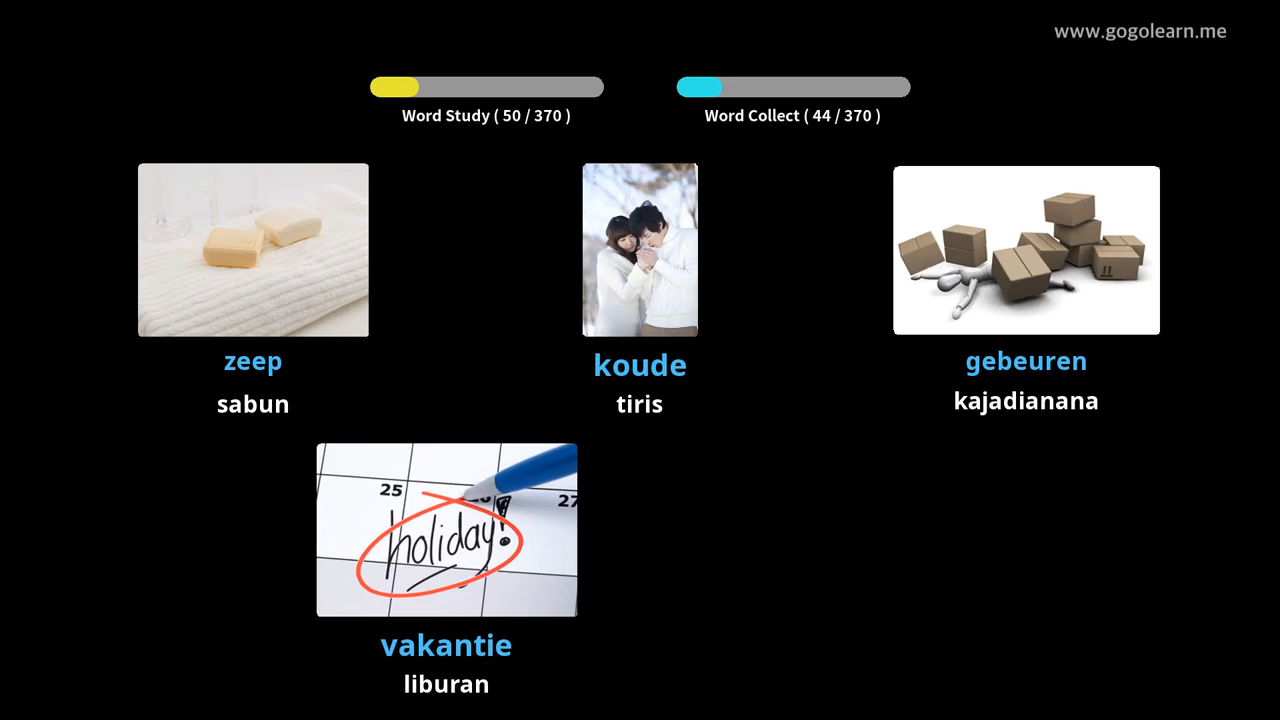 www.gogolearn.me
Word Study ( 50 / 370 )
Word Collect ( 44 / 370 )
zeep
koude
gebeuren
sabun
tiris
kajadianana
25
27
holiday!
vakantie
liburan